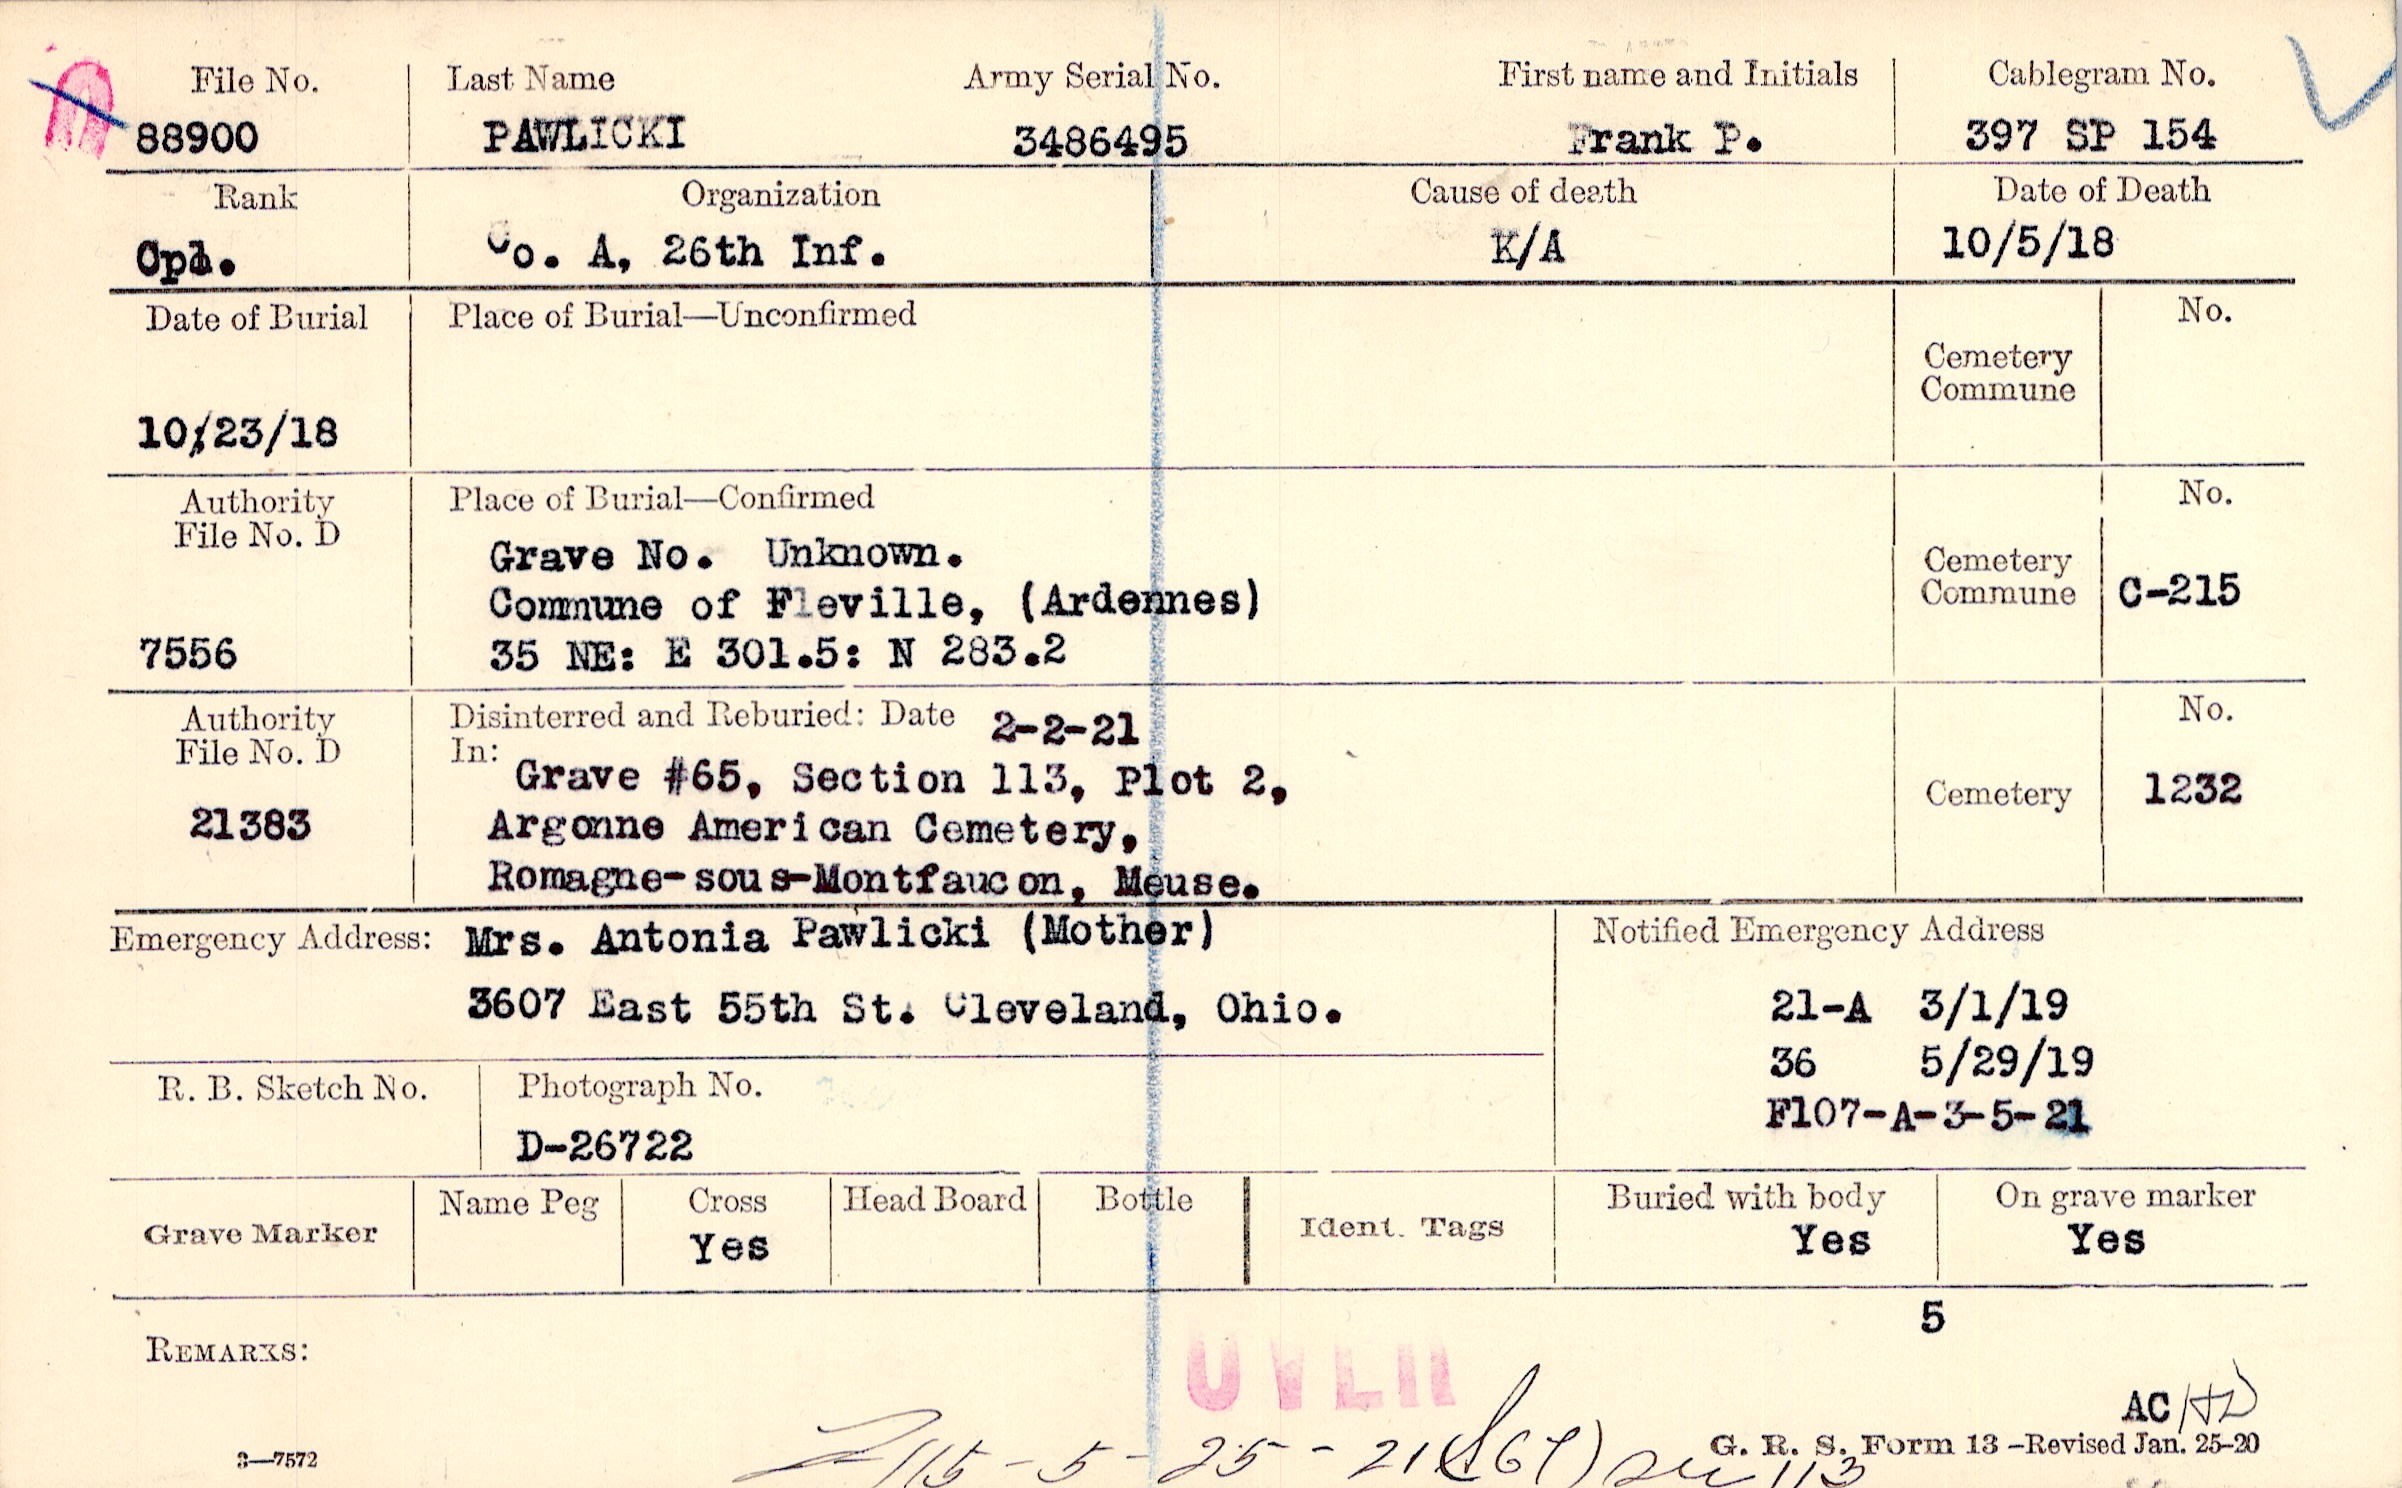 File No. Last Name Army Serial No. First name and Initials Cablegram No.
88900 PAWLICKI 3486495 Frank P. 397 SP 154
Rank Organization Cause of death Date of Death
Cpl. Co. A, 26th Inf. K/A 10/5/18
Date of Burial Place of Burial—Unconfirmed No.
Cemetery
Commune
10/23/18
Authority Place of Burial—Confirmed No.
File No. D
Grave No. Unknown.
Cemetery
Commune of Fleville, (Ardennes) Commune C-215
7556 35 NE: E 301.5: N 283.2
Authority Disinterred and Reburied: Date 2-2-21 No.
File No. D In:
Grave #65, Section 113, Plot 2, Cemetery 1232
21383 Argonne American Cemetery,
Romagne-sous-Montfaucon, Meuse.
Emergency Address: Mrs. Antonia Pawlicki (Mother) Notified Emergency Address
3607 East 55th St. Cleveland, Ohio. 21-A 3/1/19
36 5/29/19
R. B. Sketch No. Photograph No.
F107-A-3-5-21
D-26722
Grave Marker Name Peg Cross Head Board Bottle Ident. Tags Buried with body On grave marker
Yes Yes Yes
5
REMARKS:
OVER
AC
115-5-25-21 113
G. R. S. Form 13—Revised Jan. 25-20
3—7572